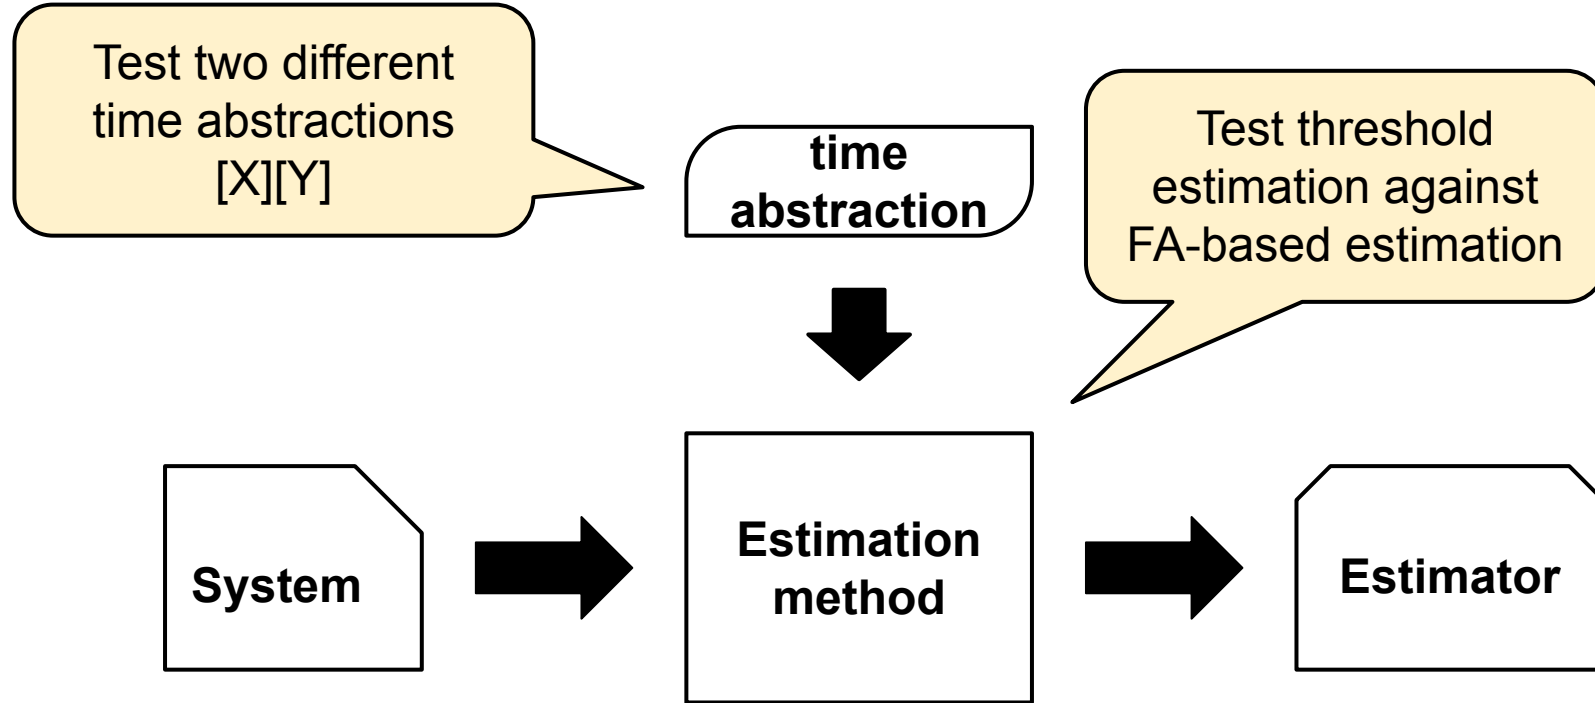 Test two different
time abstractions
[X][Y]
time
abstraction
Test threshold
estimation against
FA-based estimation
System
Estimation
method
Estimator